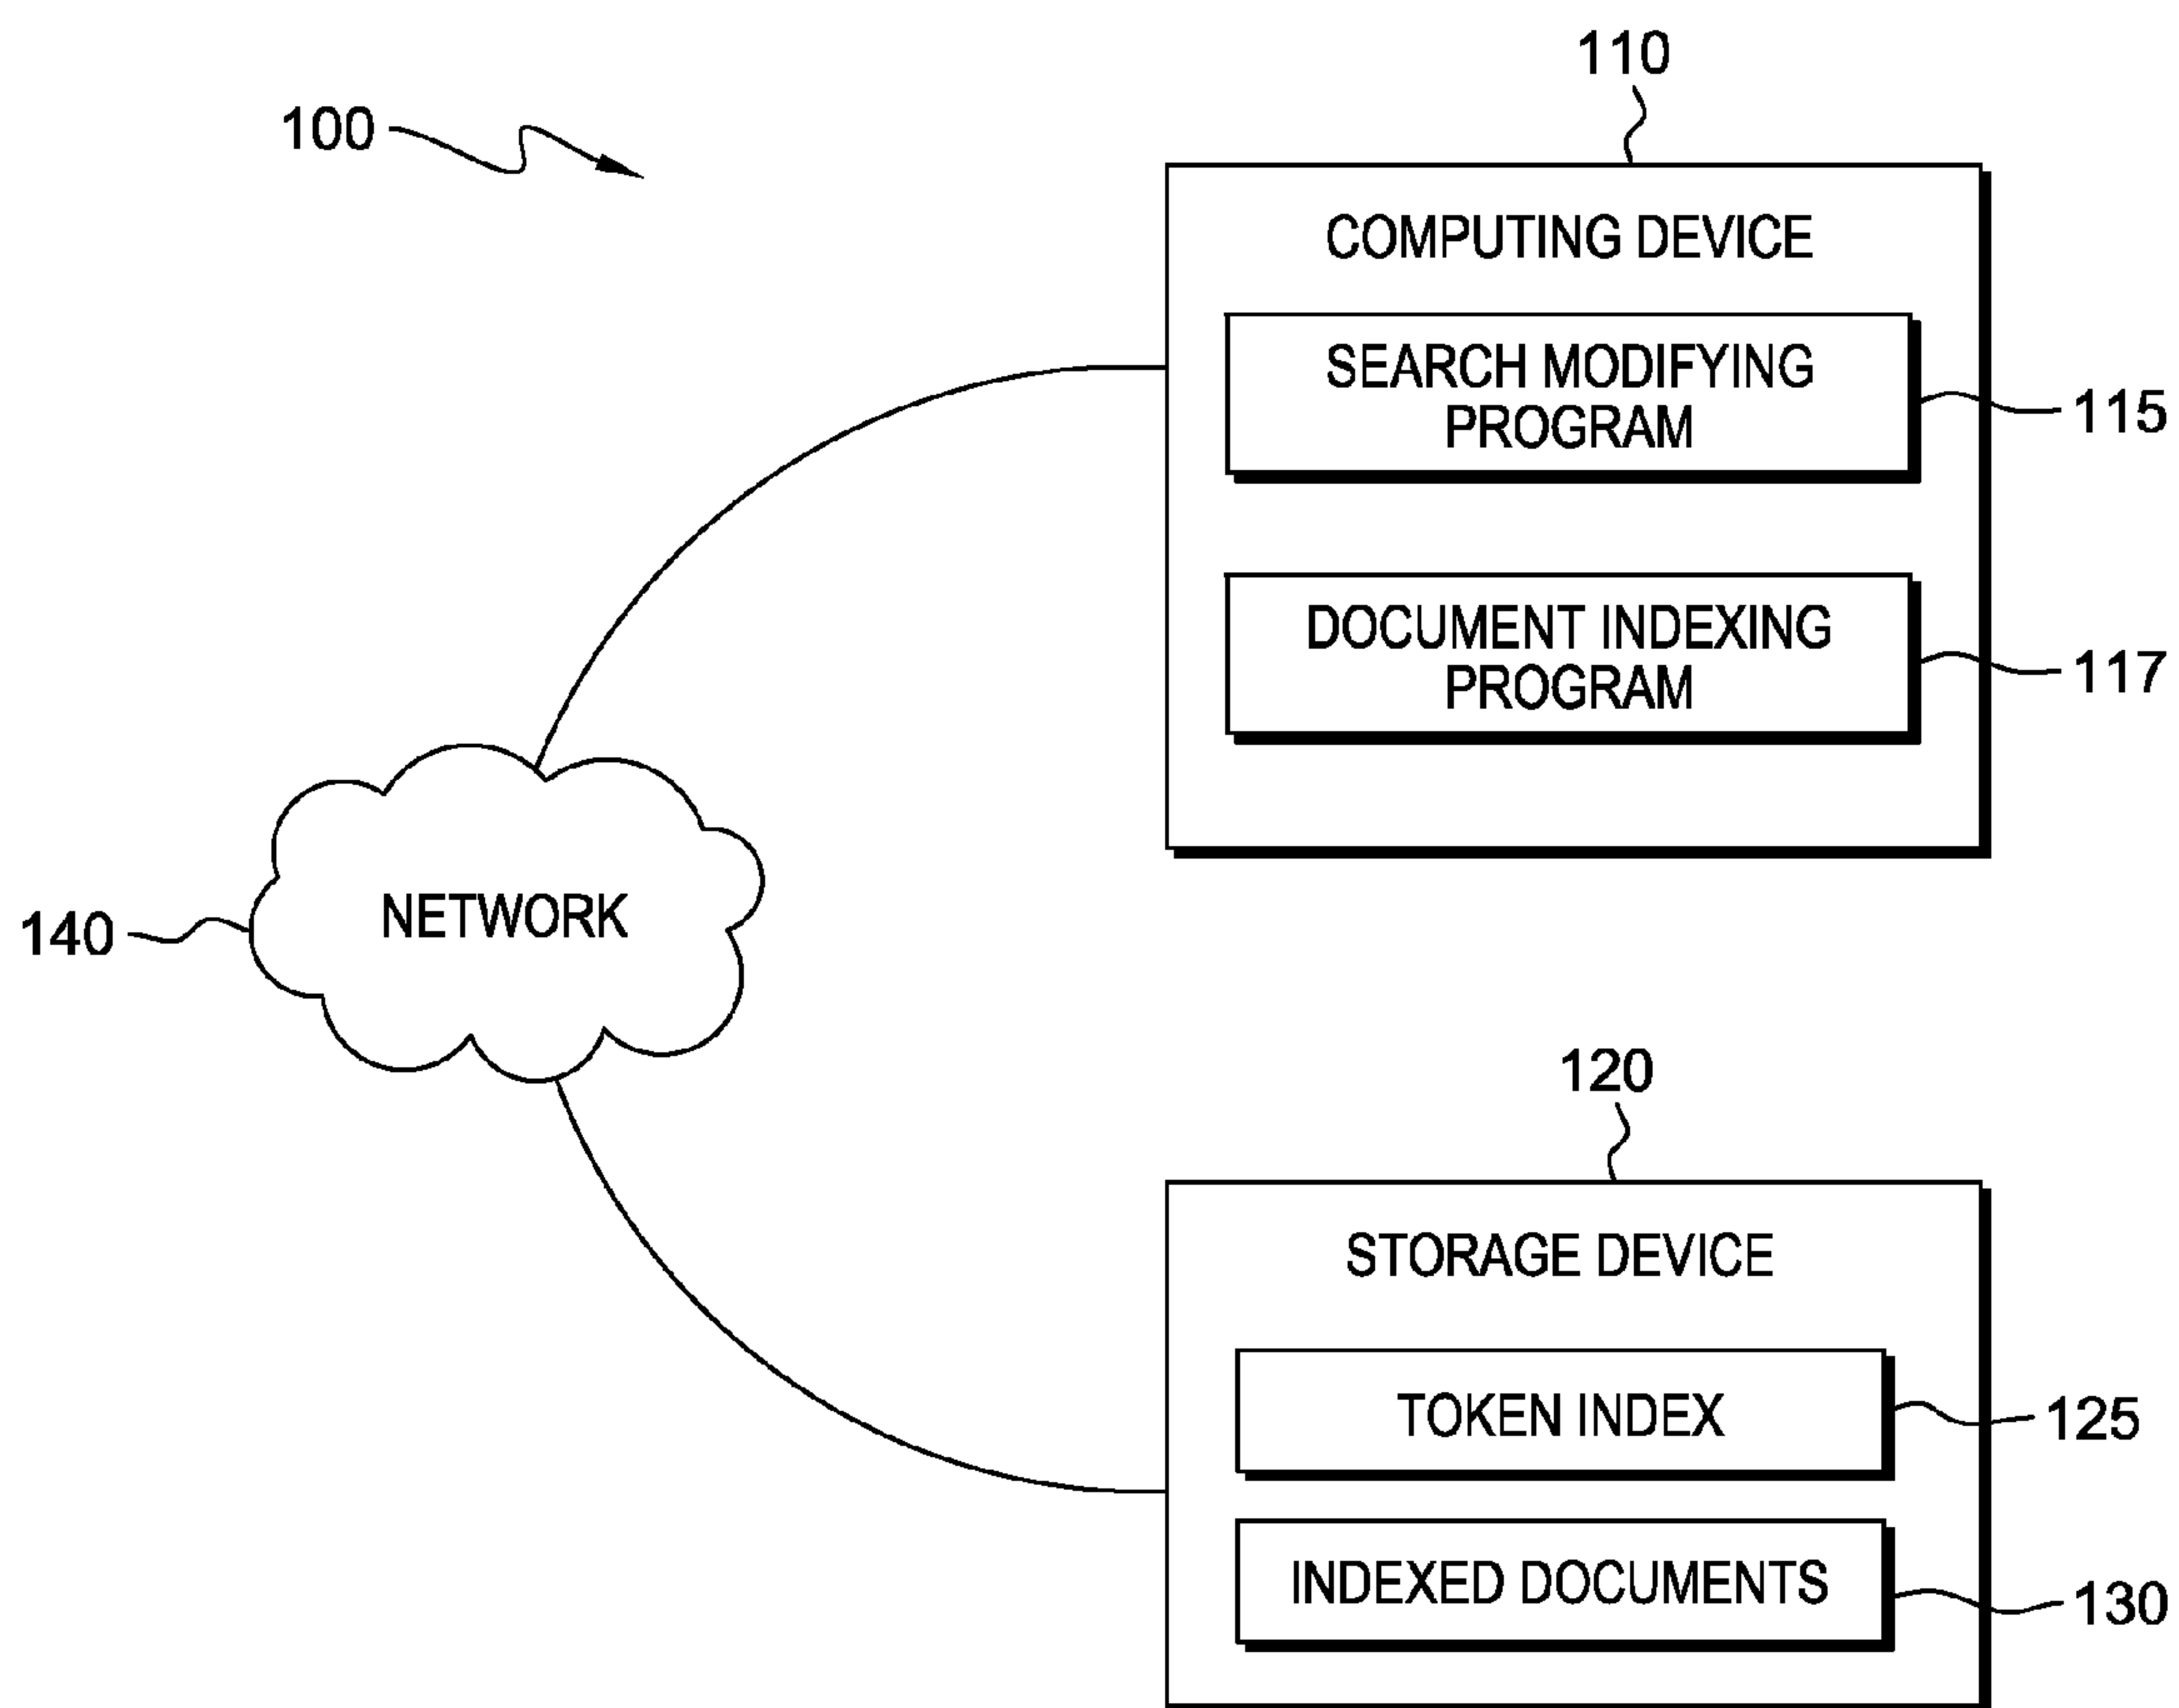 110
100
COMPUTING DEVICE
SEARCH MODIFYING
PROGRAM
115
DOCUMENT INDEXING
PROGRAM
117
NETWORK
140
120
STORAGE DEVICE
TOKEN INDEX
125
INDEXED DOCUMENTS
130